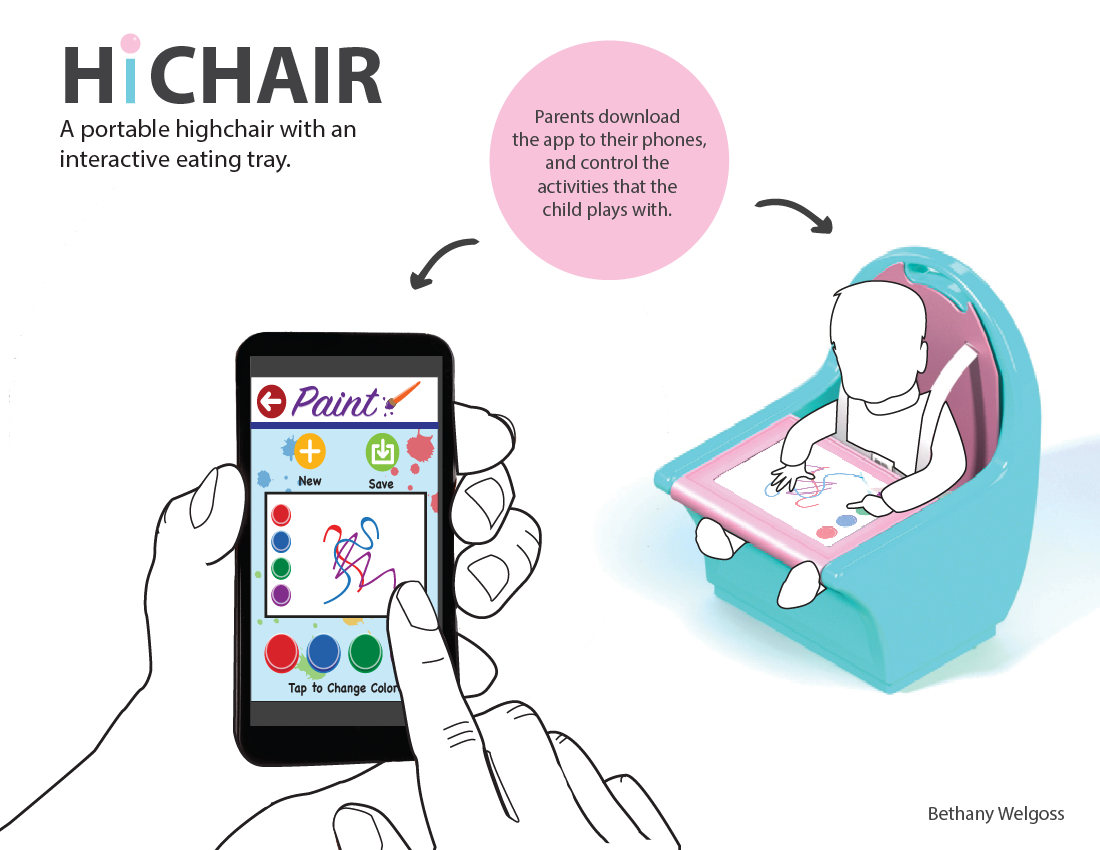 HiCHAIR
A portable highchair with an
interactive eating tray.
Parents download
the app to their phones,
and control the
activities that the
child plays with.
Paint
New
Save
Tap to Change Color
Bethany Welgoss